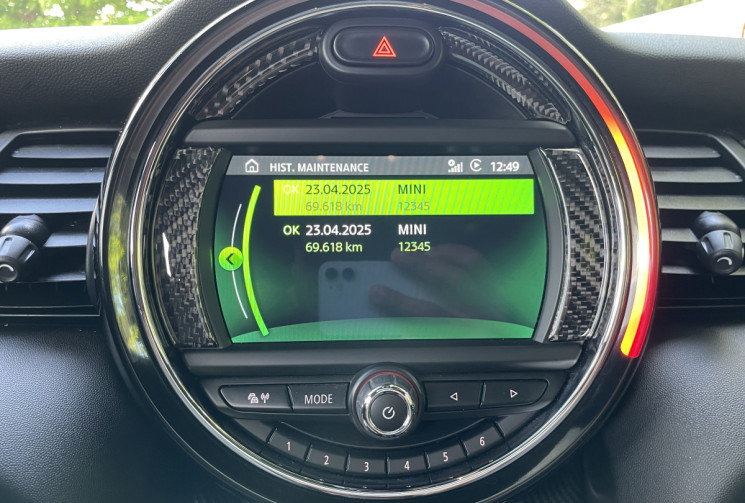 HIST. MAINTENANCE 12:49
OK 23.04.2025 MINI
69.618 km 12345
OK 23.04.2025 MINI
69.618 km 12345
MODE
1 2 3 4 5 6